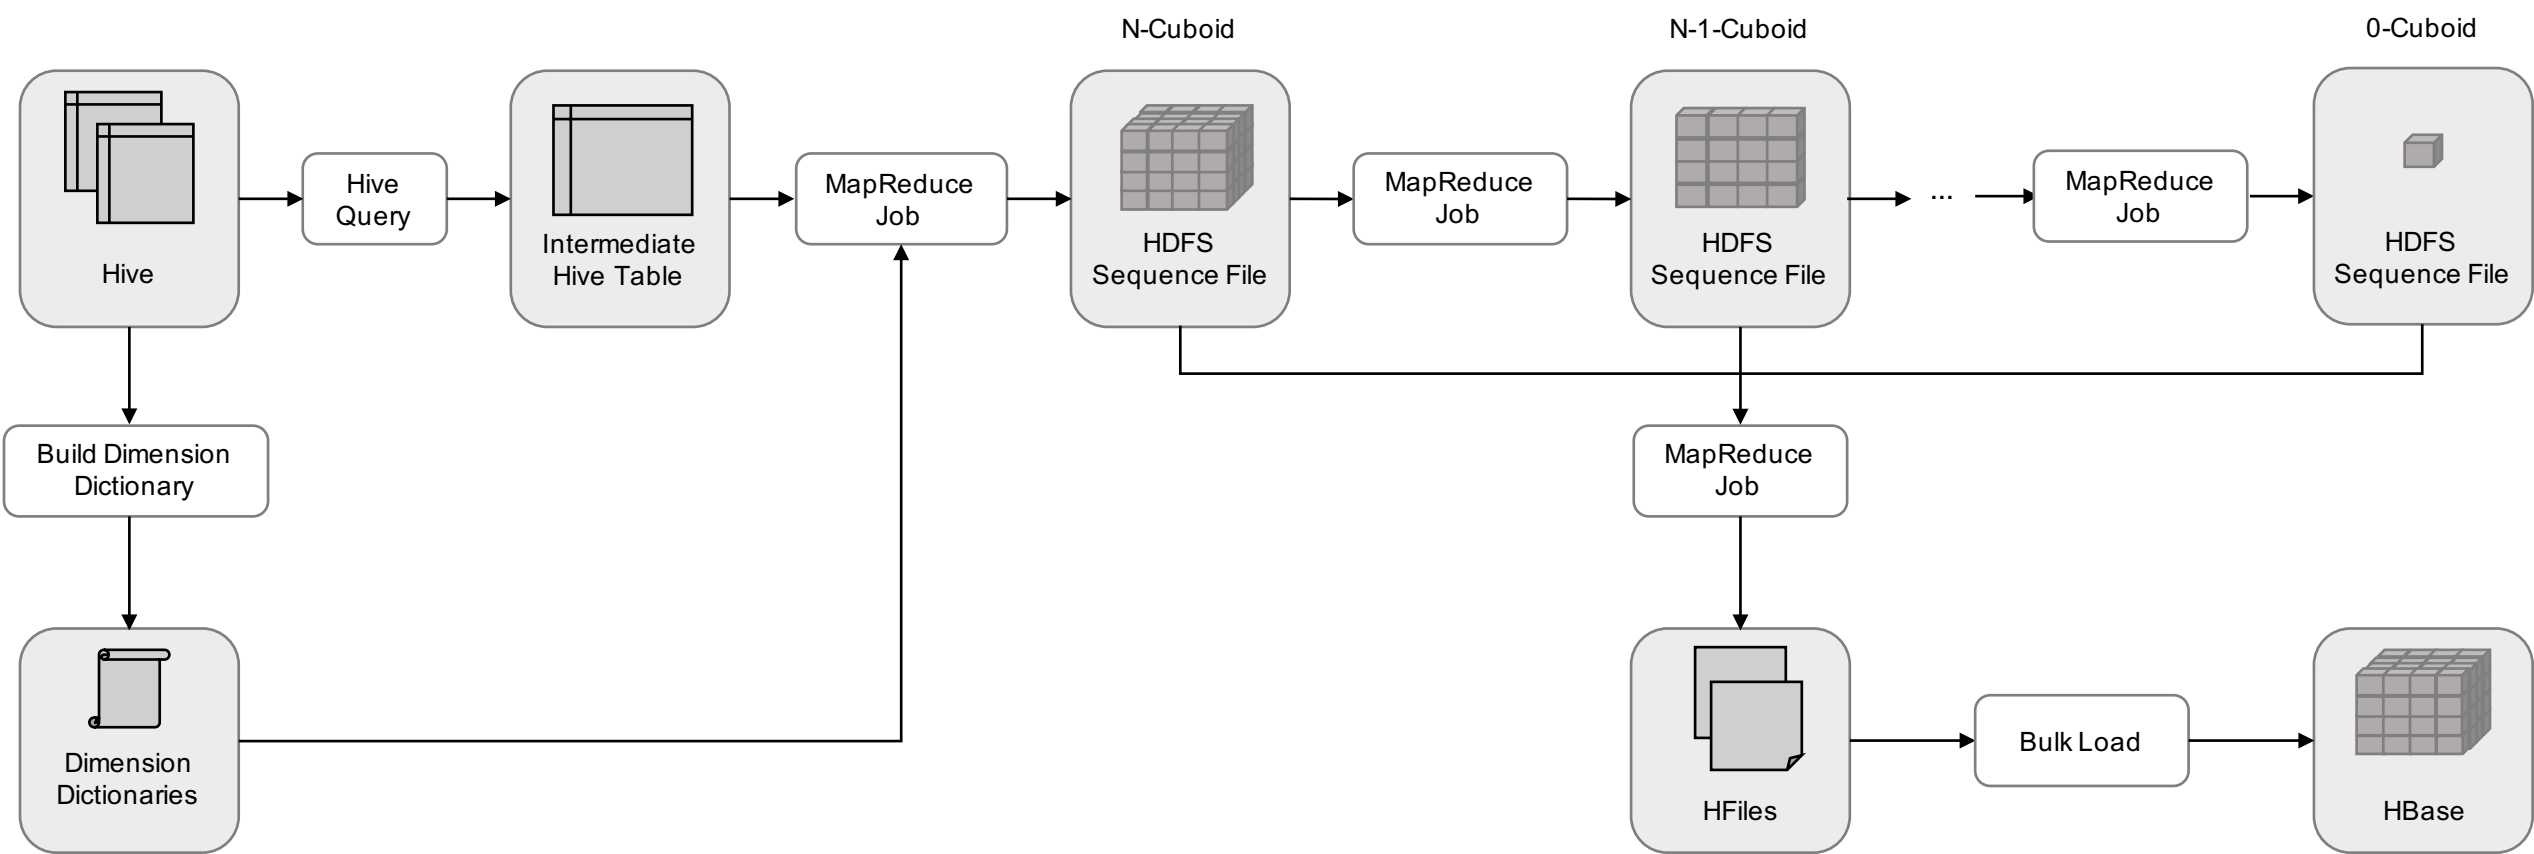 N-Cuboid
N-1-Cuboid
0-Cuboid
Hive
Hive
Query
Intermediate
Hive Table
MapReduce
Job
HDFS
Sequence File
MapReduce
Job
HDFS
Sequence File
...
MapReduce
Job
HDFS
Sequence File
Build Dimension
Dictionary
MapReduce
Job
Dimension
Dictionaries
HFiles
Bulk Load
HBase